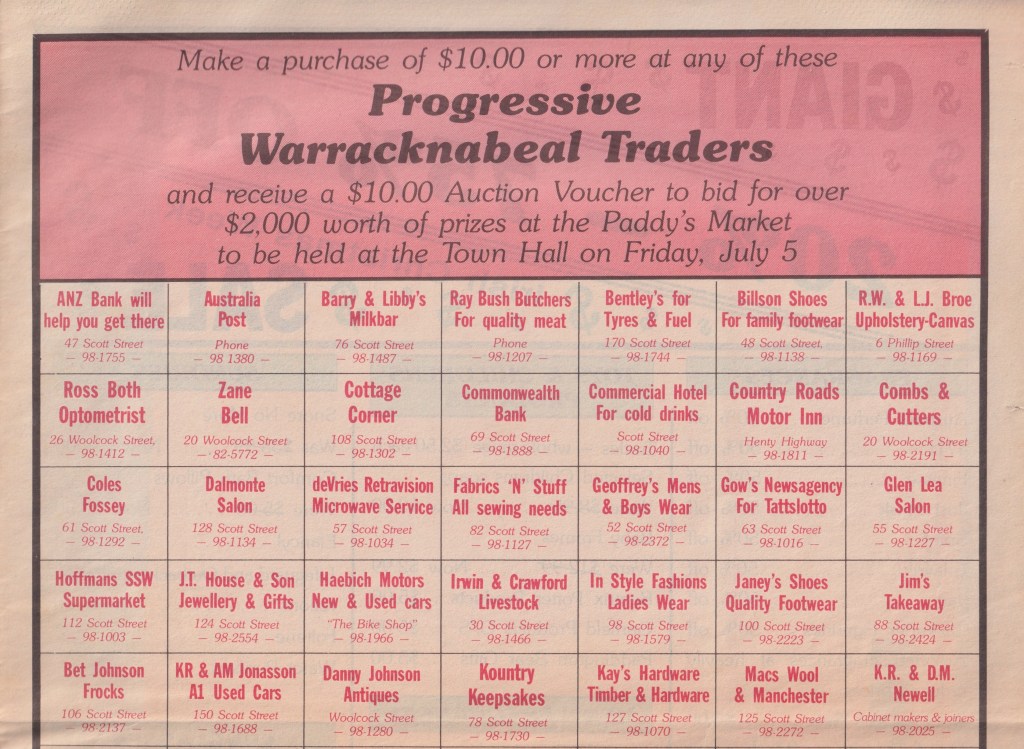 Make a purchase of $10.00 or more at any of these
Progressive
Warracknabeal Traders
and receive a $10.00 Auction Voucher to bid for over
$2,000 worth of prizes at the Paddy's Market
to be held at the Town Hall on Friday, July 5
ANZ Bank will
help you get there
47 Scott Street
— 98-1755 —
Australia
Post
Phone
— 98 1380 —
Barry & Libby's
Milkbar
76 Scott Street
— 98-1487 —
Ray Bush Butchers
For quality meat
Phone
— 98-1207 —
Bentley's for
Tyres & Fuel
170 Scott Street
— 98-1744 —
Billson Shoes
For family footwear
48 Scott Street,
— 98-1138 —
R.W. & L.J. Broe
Upholstery-Canvas
6 Phillip Street
— 98-1169 —
Ross Both
Optometrist
26 Woolcock Street,
— 98-1412 —
Zane
Bell
20 Woolcock Street
— 82-5772 —
Cottage
Corner
108 Scott Street
— 98-1302 —
Commonwealth
Bank
69 Scott Street
— 98-1888 —
Commercial Hotel
For cold drinks
Scott Street
— 98-1040 —
Country Roads
Motor Inn
Henty Highway
— 98-1811 —
Combs &
Cutters
20 Woolcock Street
— 98-2191 —
Coles
Fossey
61 Scott Street,
— 98-1292 —
Dalmonte
Salon
128 Scott Street
— 98-1134 —
deVries Retravision
Microwave Service
57 Scott Street
— 98-1034 —
Fabrics 'N' Stuff
All sewing needs
82 Scott Street
— 98-1127 —
Geoffrey's Mens
& Boys Wear
52 Scott Street
— 98-2372 —
Gow's Newsagency
For Tattslotto
63 Scott Street
— 98-1016 —
Glen Lea
Salon
55 Scott Street
— 98-1227 —
Hoffmans SSW
Supermarket
112 Scott Street
— 98-1003 —
J.T. House & Son
Jewellery & Gifts
124 Scott Street
— 98-2554 —
Haebich Motors
New & Used cars
"The Bike Shop"
— 98-1966 —
Irwin & Crawford
Livestock
30 Scott Street
— 98-1466 —
In Style Fashions
Ladies Wear
98 Scott Street
— 98-1579 —
Janey's Shoes
Quality Footwear
100 Scott Street
— 98-2223 —
Jim's
Takeaway
88 Scott Street
— 98-2424 —
Bet Johnson
Frocks
106 Scott Street
— 98-2137 —
KR & AM Jonasson
A1 Used Cars
150 Scott Street
— 98-1688 —
Danny Johnson
Antiques
Woolcock Street
— 98-1280 —
Kountry
Keepsakes
78 Scott Street
— 98-1730 —
Kay's Hardware
Timber & Hardware
127 Scott Street
— 98-1070 —
Macs Wool
& Manchester
125 Scott Street
— 98-2272 —
K.R. & D.M.
Newell
Cabinet makers & joiners
— 98-2025 —